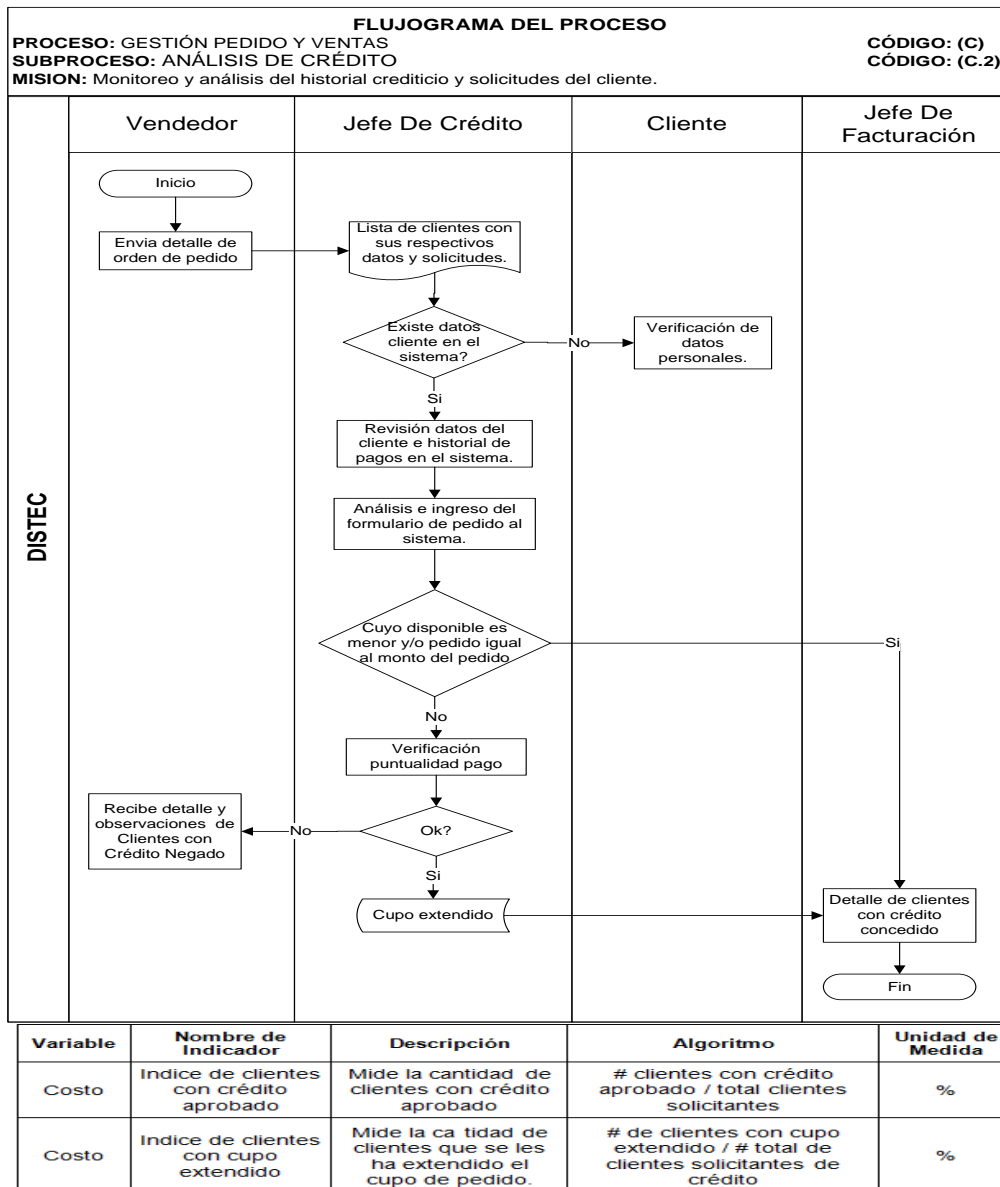 FLUJOGRAMA DEL PROCESO
PROCESO: GESTIÓN PEDIDO Y VENTAS
CÓDIGO: (C)
SUBPROCESO: ANÁLISIS DE CRÉDITO
CÓDIGO: (C.2)
MISION: Monitoreo y análisis del historial crediticio y solicitudes del cliente.
DISTEC
Vendedor
Jefe De Crédito
Cliente
Jefe De
Facturación
Inicio
Envia detalle de
orden de pedido
Lista de clientes con
sus respectivos
datos y solicitudes.
Existe datos
cliente en el
sistema?
No
Verificación de
datos
personales.
Si
Revisión datos del
cliente e historial de
pagos en el sistema.
Análisis e ingreso del
formulario de pedido al
sistema.
Cuyo disponible es
menor y/o pedido igual
al monto del pedido
Si
No
Verificación
puntualidad pago
Ok?
No
Recibe detalle y
observaciones de
Clientes con
Crédito Negado
Si
Cupo extendido
Detalle de clientes
con crédito
concedido
Fin
Variable
Nombre de
Indicador
Descripción
Algoritmo
Unidad de
Medida
Costo
Indice de clientes
con crédito
aprobado
Mide la cantidad de
clientes con crédito
aprobado
# clientes con crédito
aprobado / total clientes
solicitantes
%
Costo
Indice de clientes
con cupo
extendido
Mide la ca tidad de
clientes que se les
ha extendido el
cupo de pedido.
# de clientes con cupo
extendido / # total de
clientes solicitantes de
crédito
%